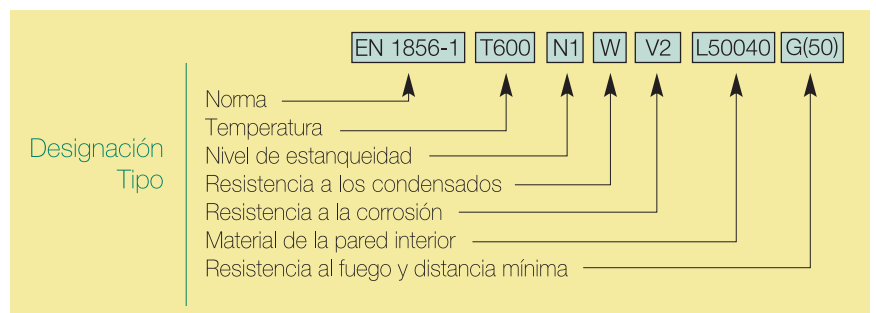 EN 1856-1 T600 N1 W V2 L50040 G(50)
Designación
Tipo
Norma
Temperatura
Nivel de estanqueidad
Resistencia a los condensados
Resistencia a la corrosión
Material de la pared interior
Resistencia al fuego y distancia mínima